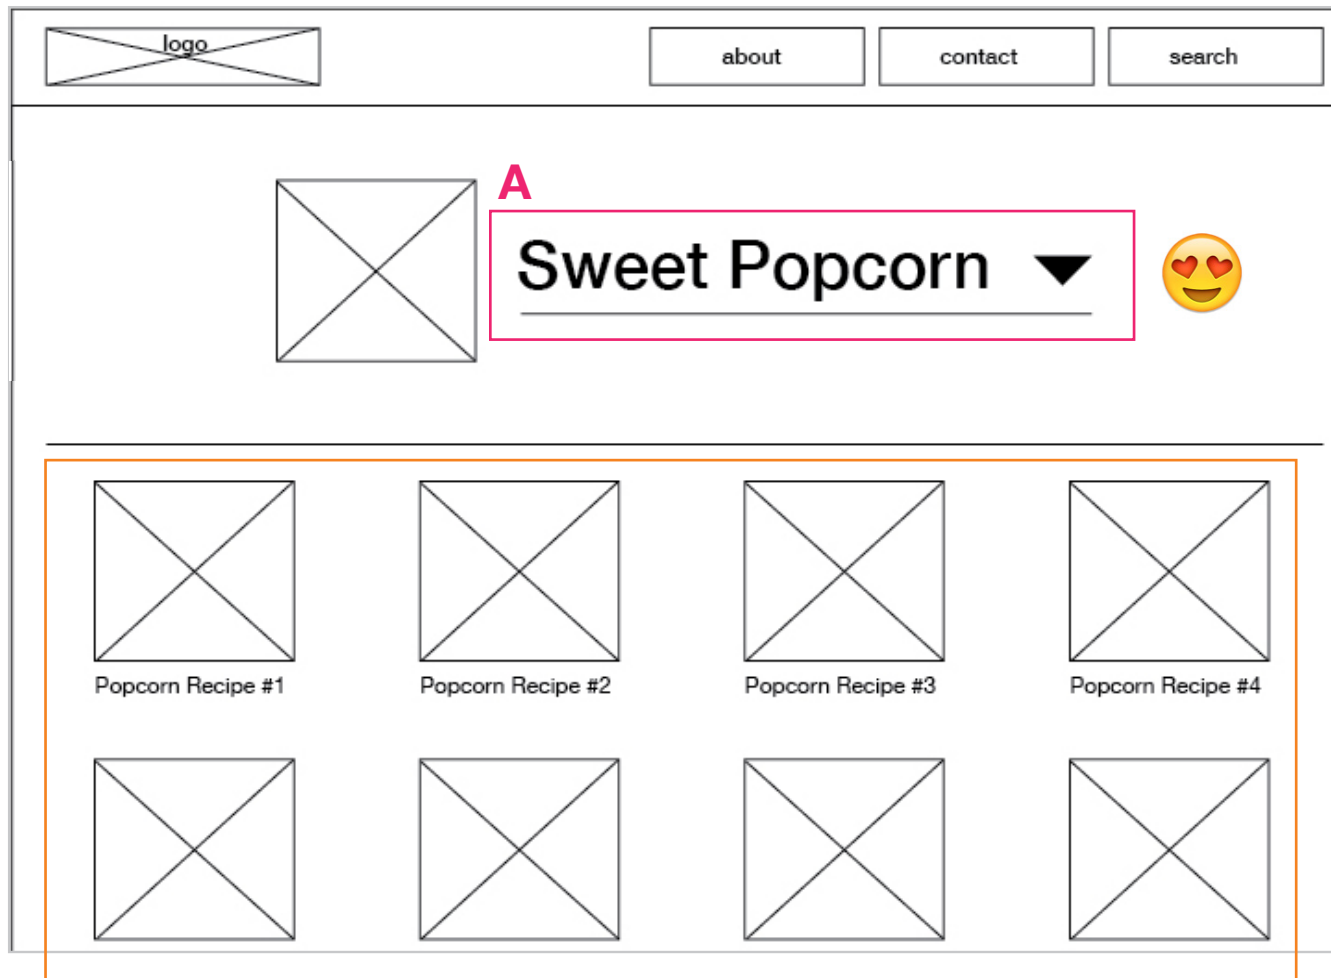 logo
about
contact
search
A
Sweet Popcorn
Popcorn Recipe #1
Popcorn Recipe #2
Popcorn Recipe #3
Popcorn Recipe #4